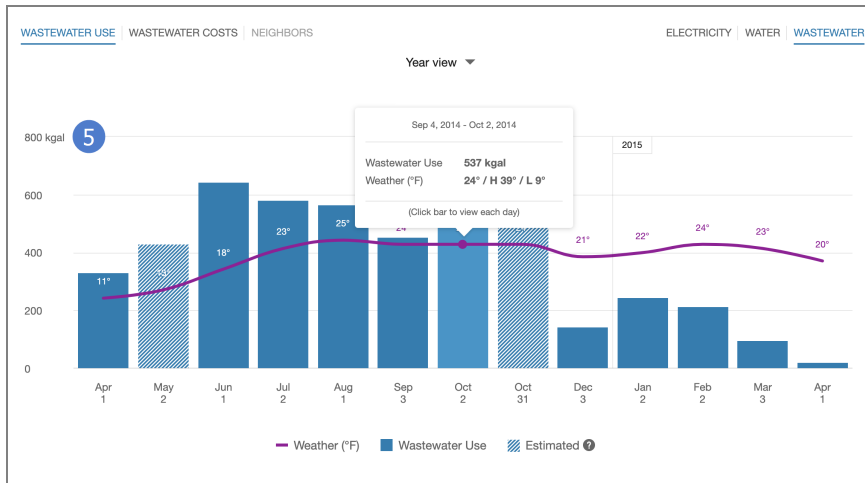 WASTEWATER USE WASTEWATER COSTS NEIGHBORS ELECTRICITY WATER WASTEWATER
Year view
Sep 4, 2014 - Oct 2, 2014
Wastewater Use 537 kgal
Weather (°F) 24° / H 39° / L 9°
(Click bar to view each day)
800 kgal 5 2015
600
400
200
0
11° 18° 23° 25° 24° 21° 22° 24° 23° 20°
Apr May Jun Jul Aug Sep Oct Oct Dec Jan Feb Mar Apr
1 2 1 2 1 3 2 31 3 2 2 3 1
Weather (°F) Wastewater Use Estimated ?